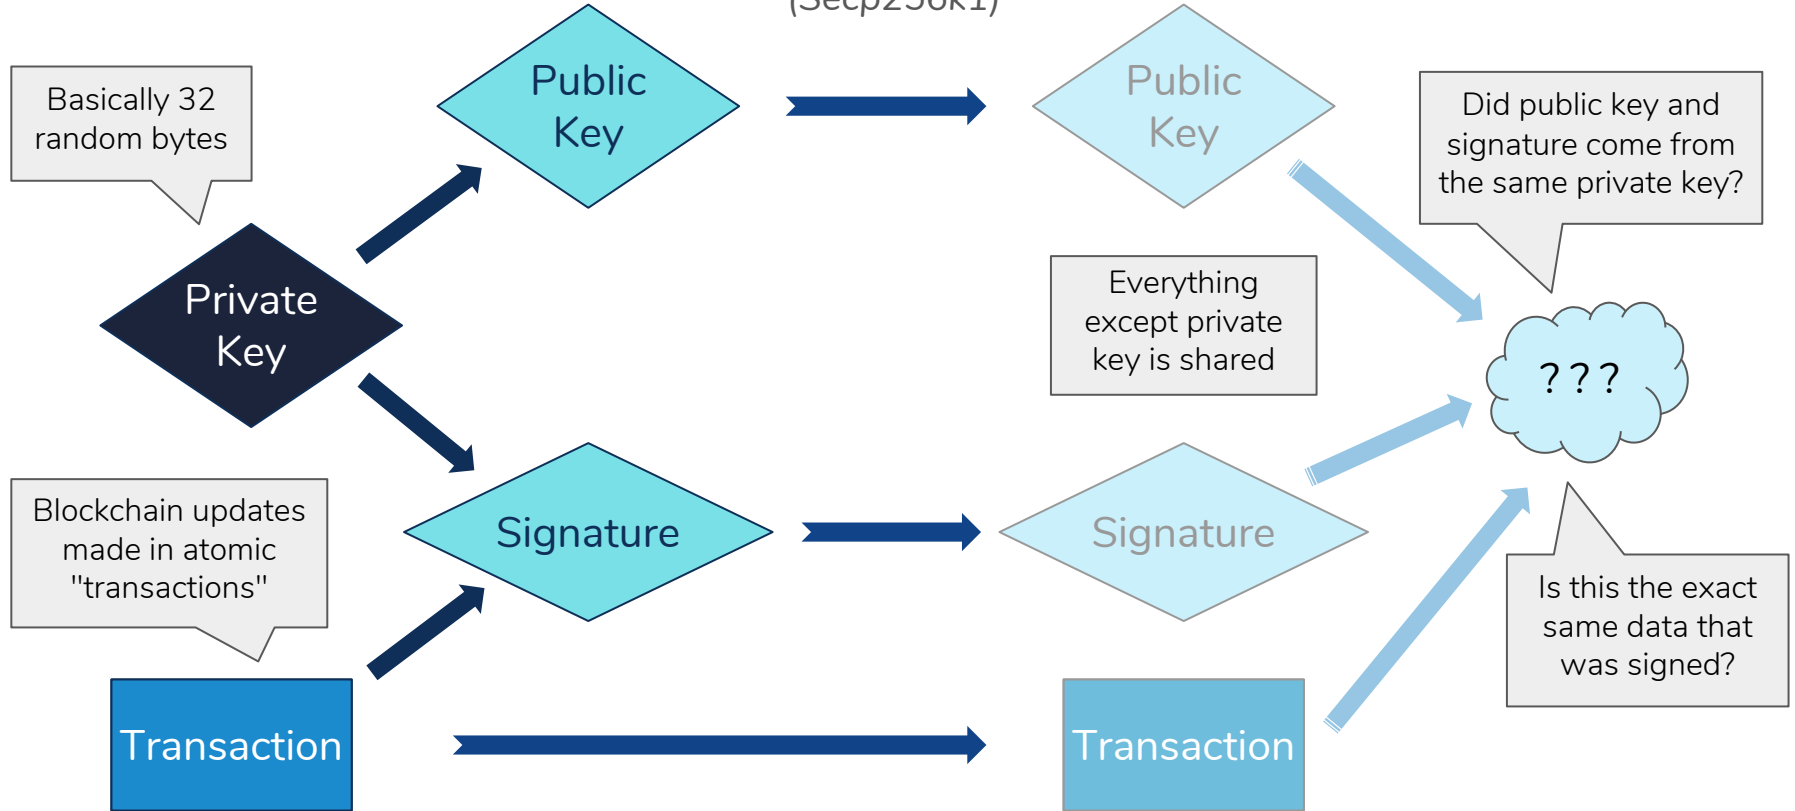 (Secp256k1)
Basically 32
random bytes
Public
Key
Public
Key
Did public key and
signature come from
the same private key?
Private
Key
Everything
except private
key is shared
? ? ?
Blockchain updates
made in atomic
"transactions"
Signature
Signature
Is this the exact
same data that
was signed?
Transaction
Transaction